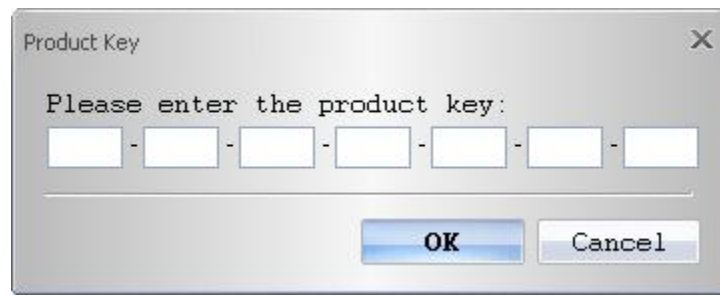 Product Key
Please enter the product key:
- - - - - -
OK Cancel